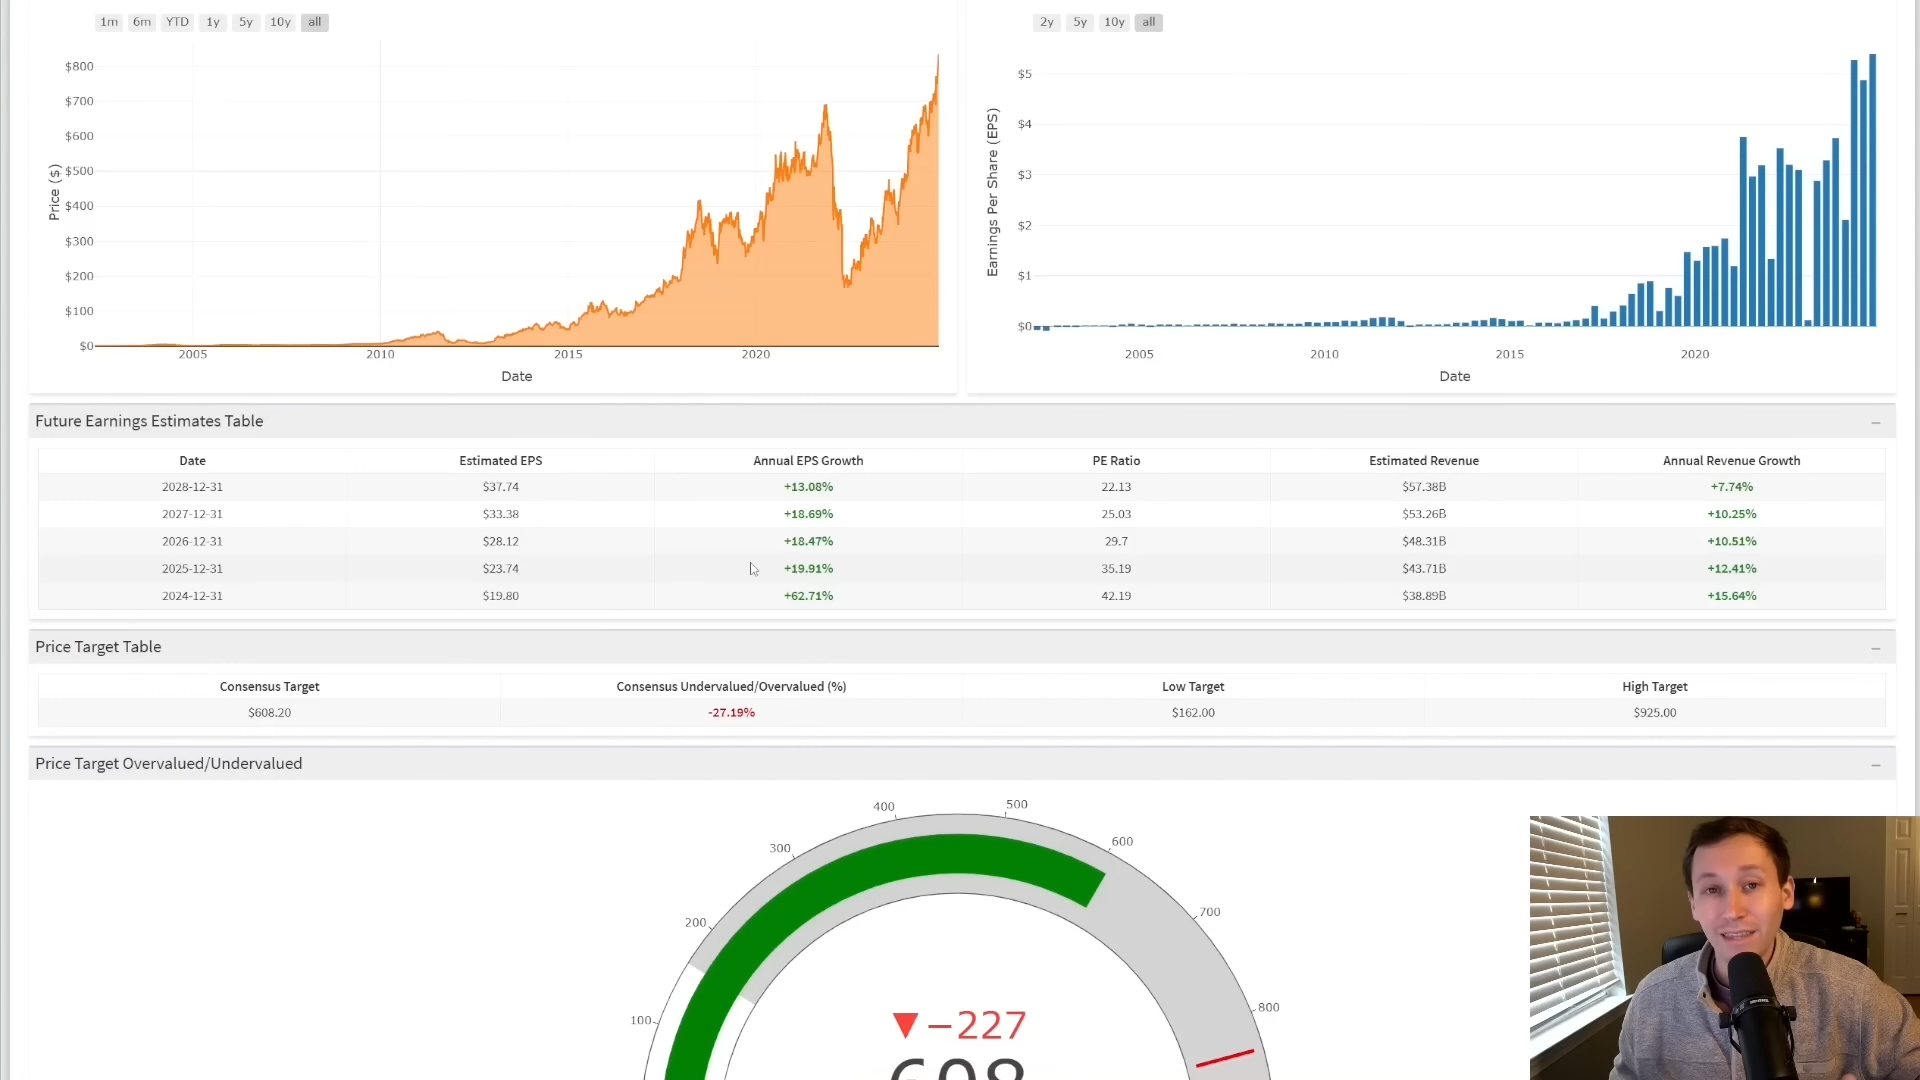 1m 6m YTD 1y 5y 10y all
$800
$700
$600
$500
$400
$300
$200
$100
$0
Price ($)
2005 2010 2015 2020
Date
2y 5y 10y all
$5
$4
$3
$2
$1
$0
Earnings Per Share (EPS)
2005 2010 2015 2020
Date
Future Earnings Estimates Table
Date Estimated EPS Annual EPS Growth PE Ratio Estimated Revenue Annual Revenue Growth
2028-12-31 $37.74 +13.08% 22.13 $57.38B +7.74%
2027-12-31 $33.38 +18.69% 25.03 $53.26B +10.25%
2026-12-31 $28.12 +18.47% 29.7 $48.31B +10.51%
2025-12-31 $23.74 +19.91% 35.19 $43.71B +12.41%
2024-12-31 $19.80 +62.71% 42.19 $38.89B +15.64%
Price Target Table
Consensus Target Consensus Undervalued/Overvalued (%) Low Target High Target
$608.20 -27.19% $162.00 $925.00
Price Target Overvalued/Undervalued
400 500
300 600
200 700
100 800
▼−227
608